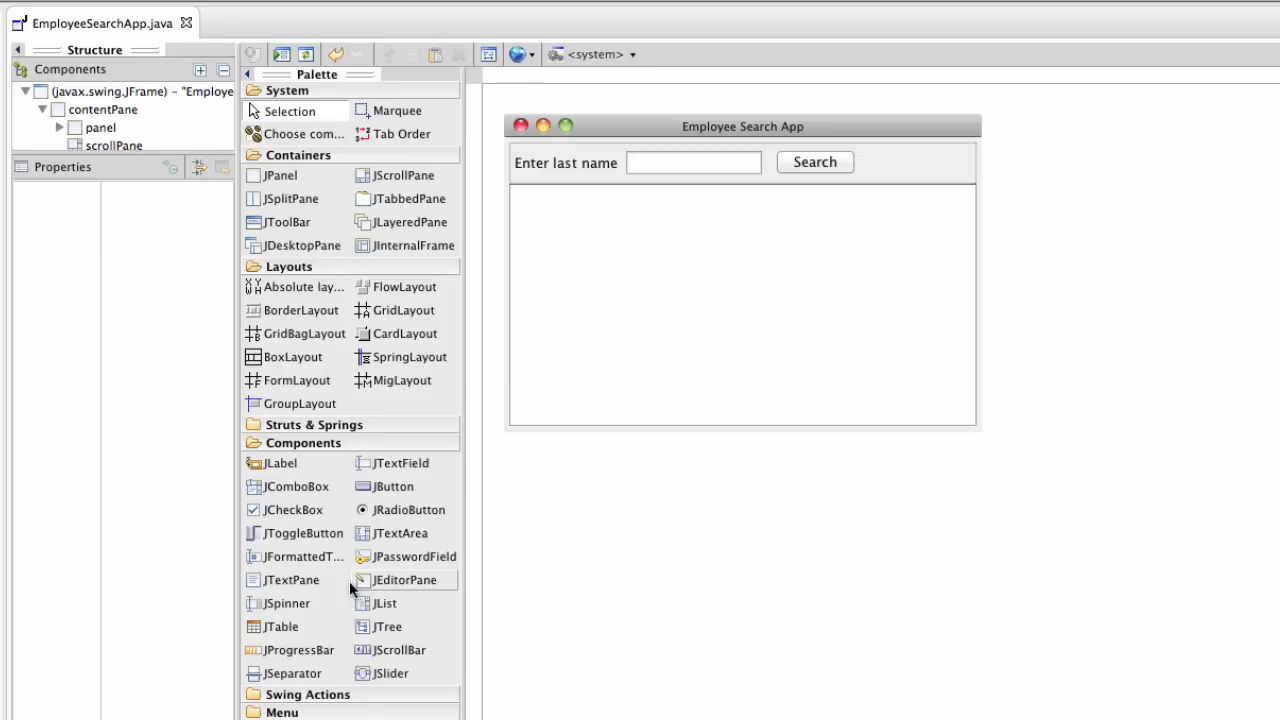 EmployeeSearchApp.java
Structure
Components
(javax.swing.JFrame) - "Employe
contentPane
panel
scrollPane
Properties
<system>
Palette
System
Selection
Marquee
Choose com...
Tab Order
Containers
JPanel
JScrollPane
JSplitPane
JTabbedPane
JToolBar
JLayeredPane
JDesktopPane
JInternalFrame
Layouts
Absolute lay...
FlowLayout
BorderLayout
GridLayout
GridBagLayout
CardLayout
BoxLayout
SpringLayout
FormLayout
MigLayout
GroupLayout
Struts & Springs
Components
JLabel
JTextField
JComboBox
JButton
JCheckBox
JRadioButton
JToggleButton
JTextArea
JFormattedT...
JPasswordField
JTextPane
JEditorPane
JSpinner
JList
JTable
JTree
JProgressBar
JScrollBar
JSeparator
JSlider
Swing Actions
Menu
Employee Search App
Enter last name
Search